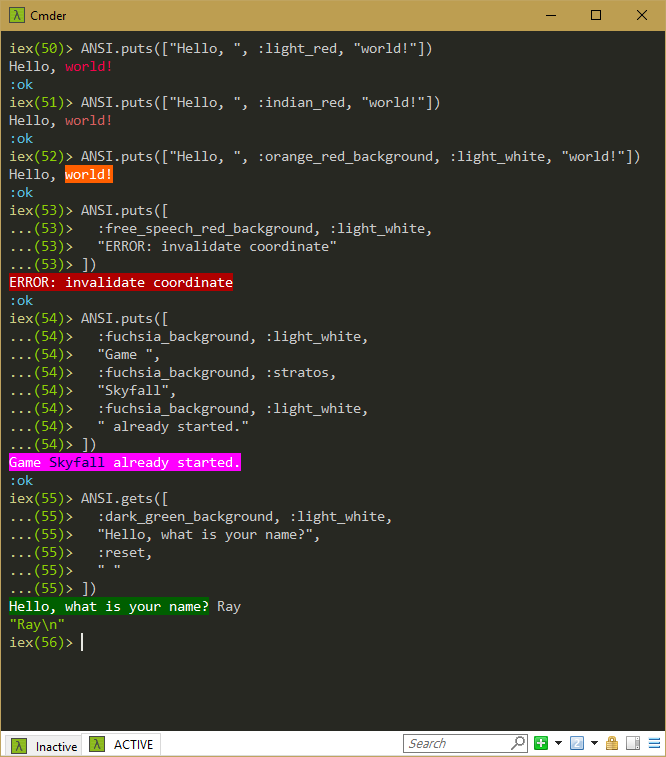 λ Cmder
iex(50)> ANSI.puts(["Hello, ", :light_red, "world!"])
Hello, world!
:ok
iex(51)> ANSI.puts(["Hello, ", :indian_red, "world!"])
Hello, world!
:ok
iex(52)> ANSI.puts(["Hello, ", :orange_red_background, :light_white, "world!"])
Hello, world!
:ok
iex(53)> ANSI.puts([
...(53)>   :free_speech_red_background, :light_white,
...(53)>   "ERROR: invalidate coordinate"
...(53)> ])
ERROR: invalidate coordinate
:ok
iex(54)> ANSI.puts([
...(54)>   :fuchsia_background, :light_white,
...(54)>   "Game ",
...(54)>   :fuchsia_background, :stratos,
...(54)>   "Skyfall",
...(54)>   :fuchsia_background, :light_white,
...(54)>   " already started."
...(54)> ])
Game Skyfall already started.
:ok
iex(55)> ANSI.gets([
...(55)>   :dark_green_background, :light_white,
...(55)>   "Hello, what is your name?",
...(55)>   :reset,
...(55)>   " "
...(55)> ])
Hello, what is your name? Ray
"Ray\n"
iex(56)>
λ Inactive λ ACTIVE Search